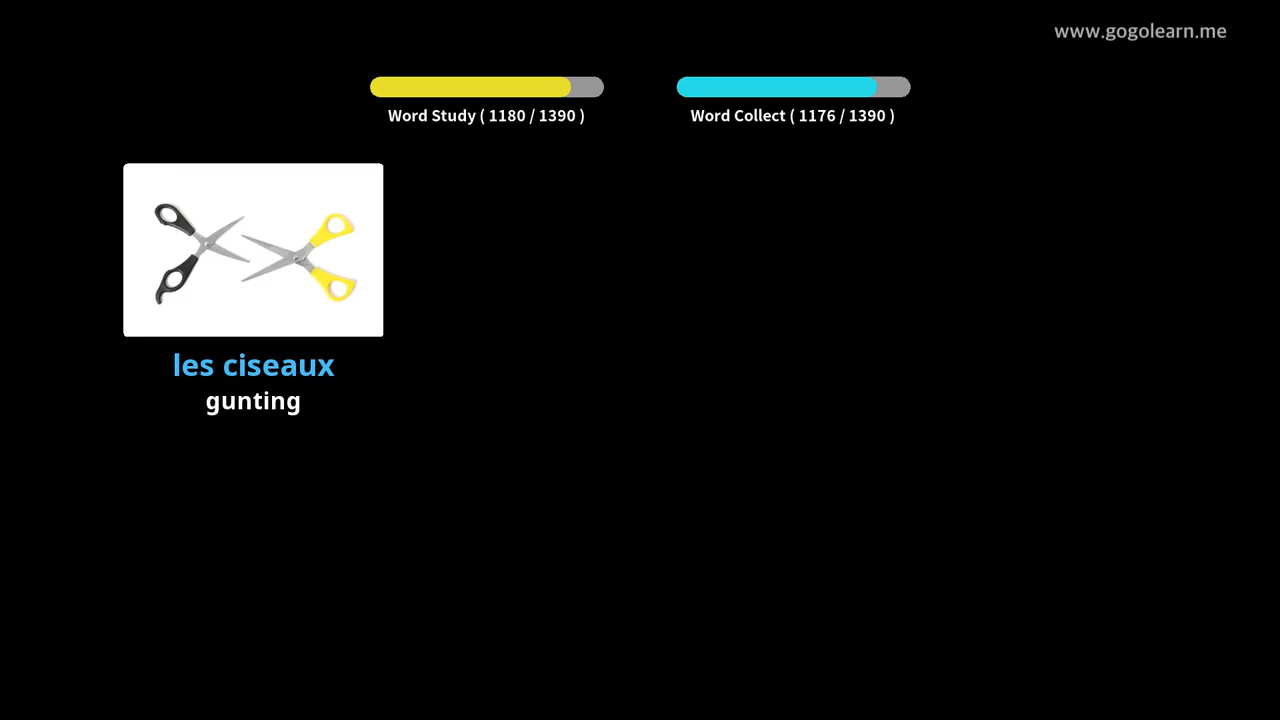 www.gogolearn.me
Word Study ( 1180 / 1390 )
Word Collect ( 1176 / 1390 )
les ciseaux
gunting